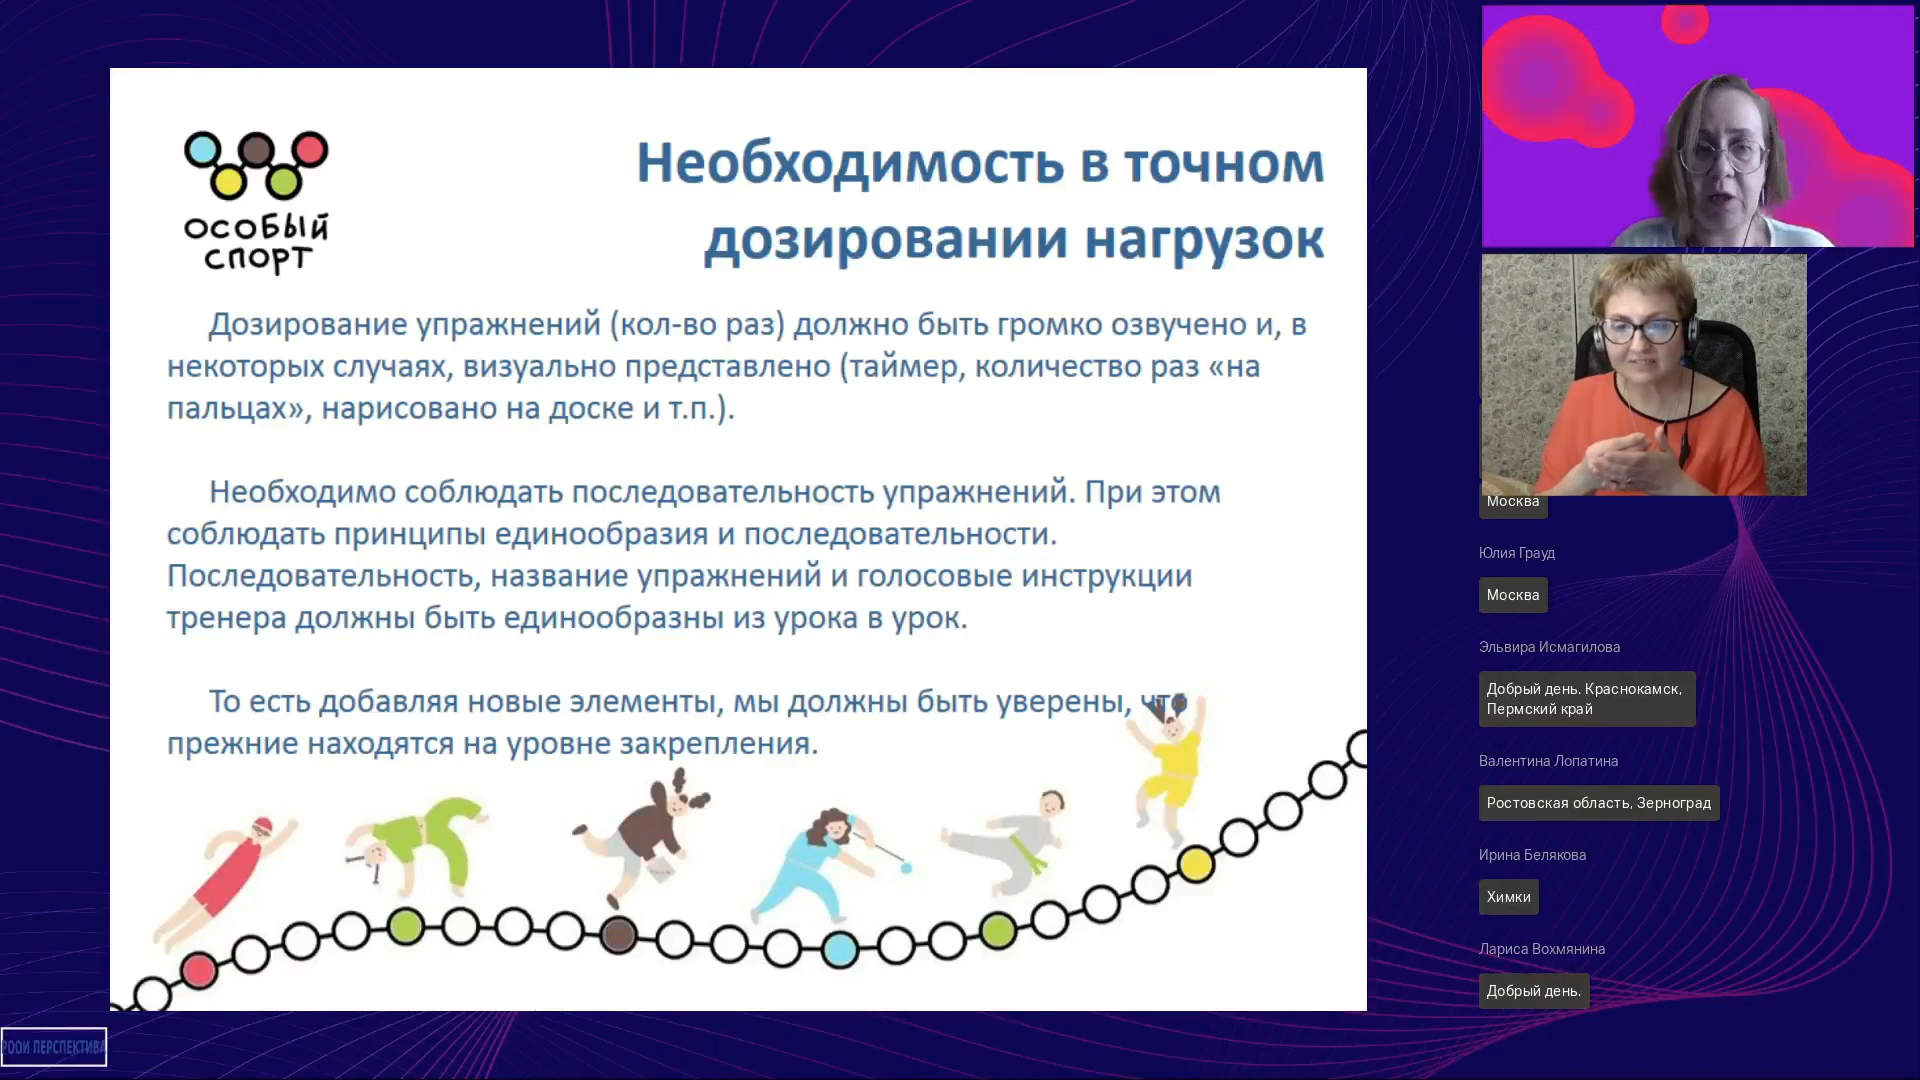 ОСОБЫЙ
СПОРТ
Необходимость в точном
дозировании нагрузок
Дозирование упражнений (кол-во раз) должно быть громко озвучено и, в
некоторых случаях, визуально представлено (таймер, количество раз «на
пальцах», нарисовано на доске и т.п.).
Необходимо соблюдать последовательность упражнений. При этом
соблюдать принципы единообразия и последовательности.
Последовательность, название упражнений и голосовые инструкции
тренера должны быть единообразны из урока в урок.
То есть добавляя новые элементы, мы должны быть уверены, что
прежние находятся на уровне закрепления.
Москва
Юлия Грауд
Москва
Эльвира Исмагилова
Добрый день. Краснокамск,
Пермский край
Валентина Лопатина
Ростовская область, Зерноград
Ирина Белякова
Химки
Лариса Вохмянина
Добрый день.
РООИ ПЕРСПЕКТИВА